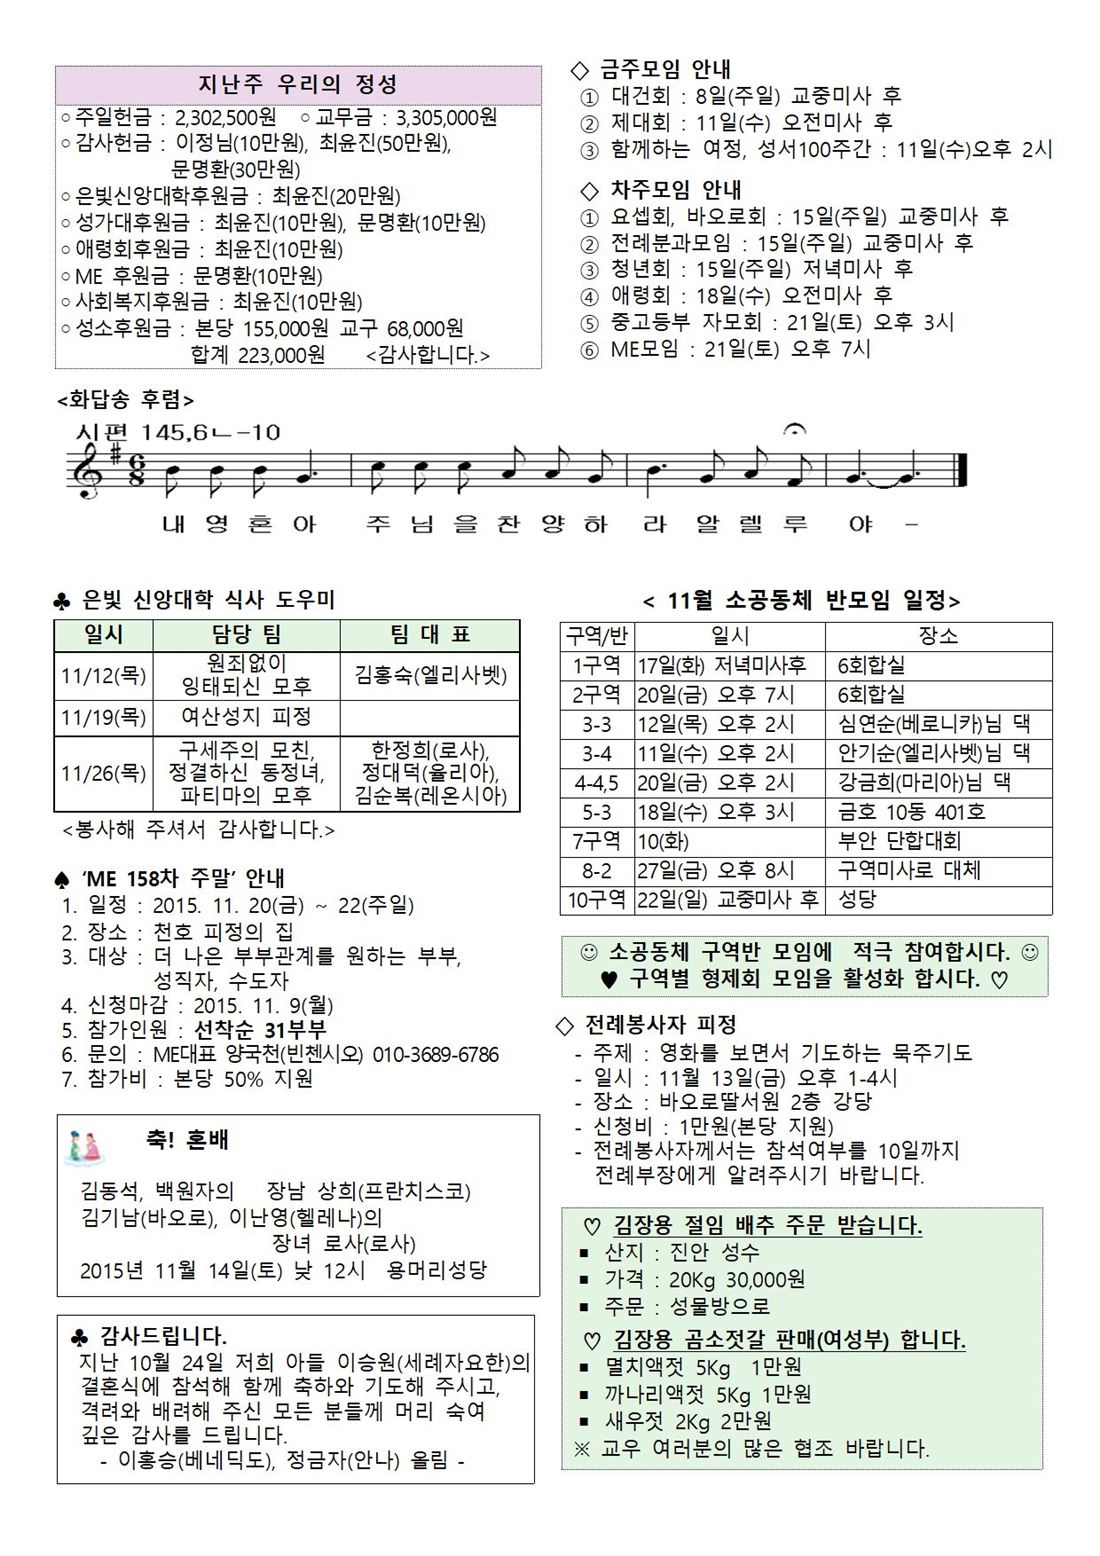 지난주 우리의 정성
○ 주일헌금 : 2,302,500원 ○ 교무금 : 3,305,000원
○ 감사헌금 : 이정님(10만원), 최윤진(50만원),
문명환(30만원)
○ 은빛신앙대학후원금 : 최윤진(20만원)
○ 성가대후원금 : 최윤진(10만원), 문명환(10만원)
○ 애령회후원금 : 최윤진(10만원)
○ ME 후원금 : 문명환(10만원)
○ 사회복지후원금 : 최윤진(10만원)
○ 성소후원금 : 본당 155,000원 교구 68,000원
합계 223,000원 <감사합니다.>
◇ 금주모임 안내
① 대건회 : 8일(주일) 교중미사 후
② 제대회 : 11일(수) 오전미사 후
③ 함께하는 여정, 성서100주간 : 11일(수)오후 2시
◇ 차주모임 안내
① 요셉회, 바오로회 : 15일(주일) 교중미사 후
② 전례분과모임 : 15일(주일) 교중미사 후
③ 청년회 : 15일(주일) 저녁미사 후
④ 애령회 : 18일(수) 오전미사 후
⑤ 중고등부 자모회 : 21일(토) 오후 3시
⑥ ME모임 : 21일(토) 오후 7시
<화답송 후렴>
시편 145,6ㄴ-10
내 영 혼 아 주 님 을 찬 양 하 라 알 렐 루 야 -
♣ 은빛 신앙대학 식사 도우미
일시 담당 팀 팀 대 표
11/12(목) 원죄없이 잉태되신 모후 김홍숙(엘리사벳)
11/19(목) 여산성지 피정
11/26(목) 구세주의 모친, 정결하신 동정녀, 파티마의 모후 한정희(로사), 정대덕(율리아), 김순복(레온시아)
<봉사해 주셔서 감사합니다.>
♠ ‘ME 158차 주말’ 안내
1. 일정 : 2015. 11. 20(금) ~ 22(주일)
2. 장소 : 천호 피정의 집
3. 대상 : 더 나은 부부관계를 원하는 부부,
성직자, 수도자
4. 신청마감 : 2015. 11. 9(월)
5. 참가인원 : 선착순 31부부
6. 문의 : ME대표 양국천(빈첸시오) 010-3689-6786
7. 참가비 : 본당 50% 지원
축! 혼배
김동석, 백원자의 장남 상희(프란치스코)
김기남(바오로), 이난영(헬레나)의
장녀 로사(로사)
2015년 11월 14일(토) 낮 12시 용머리성당
♣ 감사드립니다.
지난 10월 24일 저희 아들 이승원(세례자요한)의
결혼식에 참석해 함께 축하와 기도해 주시고,
격려와 배려해 주신 모든 분들께 머리 숙여
깊은 감사를 드립니다.
- 이홍승(베네딕도), 정금자(안나) 올림 -
< 11월 소공동체 반모임 일정>
구역/반 일시 장소
1구역 17일(화) 저녁미사후 6회합실
2구역 20일(금) 오후 7시 6회합실
3-3 12일(목) 오후 2시 심연순(베로니카)님 댁
3-4 11일(수) 오후 2시 안기순(엘리사벳)님 댁
4-4,5 20일(금) 오후 2시 강금희(마리아)님 댁
5-3 18일(수) 오후 3시 금호 10동 401호
7구역 10(화) 부안 단합대회
8-2 27일(금) 오후 8시 구역미사로 대체
10구역 22일(일) 교중미사 후 성당
☺ 소공동체 구역반 모임에 적극 참여합시다. ☺
♥ 구역별 형제회 모임을 활성화 합시다. ♡
◇ 전례봉사자 피정
- 주제 : 영화를 보면서 기도하는 묵주기도
- 일시 : 11월 13일(금) 오후 1-4시
- 장소 : 바오로딸서원 2층 강당
- 신청비 : 1만원(본당 지원)
- 전례봉사자께서는 참석여부를 10일까지
전례부장에게 알려주시기 바랍니다.
♡ 김장용 절임 배추 주문 받습니다.
▪ 산지 : 진안 성수
▪ 가격 : 20Kg 30,000원
▪ 주문 : 성물방으로
♡ 김장용 곰소젓갈 판매(여성부) 합니다.
▪ 멸치액젓 5Kg 1만원
▪ 까나리액젓 5Kg 1만원
▪ 새우젓 2Kg 2만원
※ 교우 여러분의 많은 협조 바랍니다.